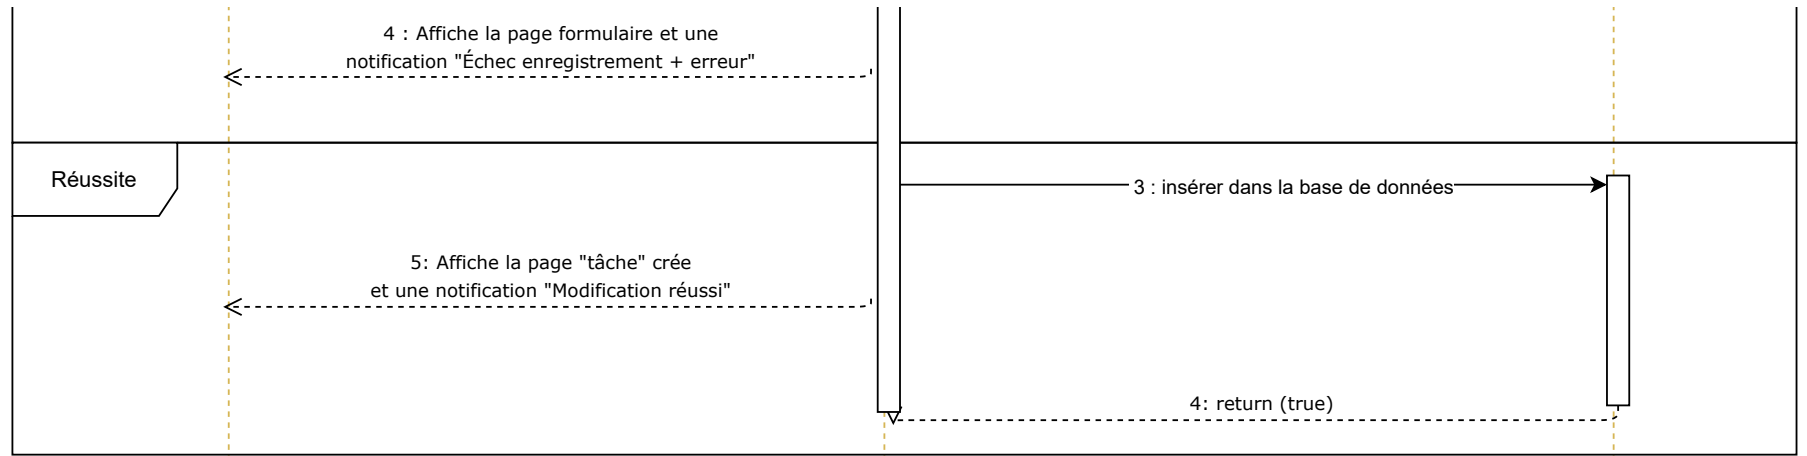 4 : Affiche la page formulaire et une
notification "Échec enregistrement + erreur"
Réussite
3 : insérer dans la base de données
5: Affiche la page "tâche" crée
et une notification "Modification réussi"
4: return (true)